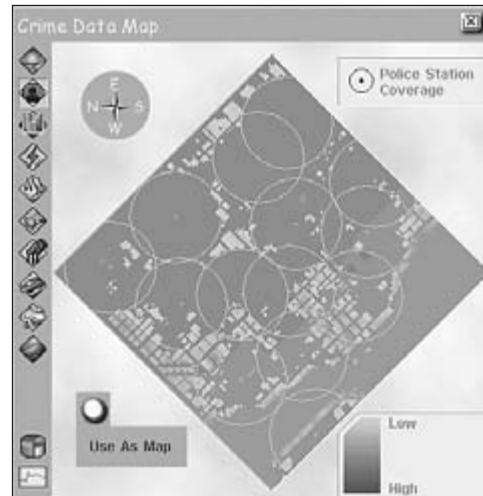 Crime Data Map
Police Station
Coverage
E
N S
W
Use As Map
Low
High